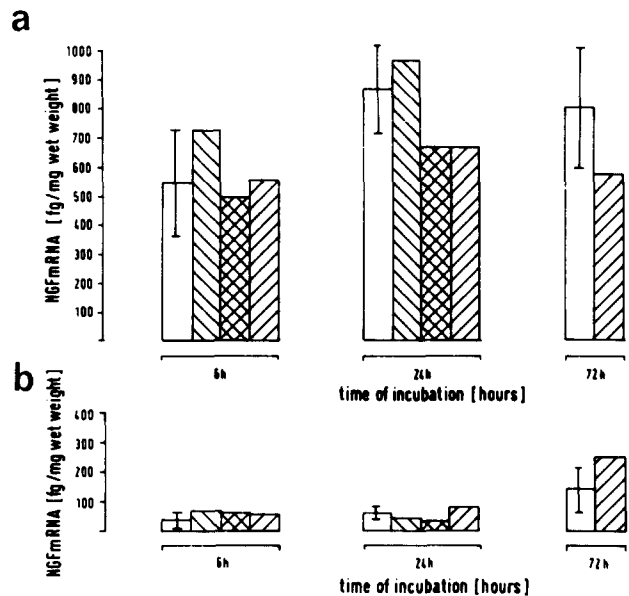 a
NGFmRNA [fg/mg wet weight]
1000
900
800
700
600
500
400
300
200
100
6h
24h
72h
time of incubation [hours]
b
NGFmRNA [fg/mg wet weight]
400
300
200
100
6h
24h
72h
time of incubation [hours]